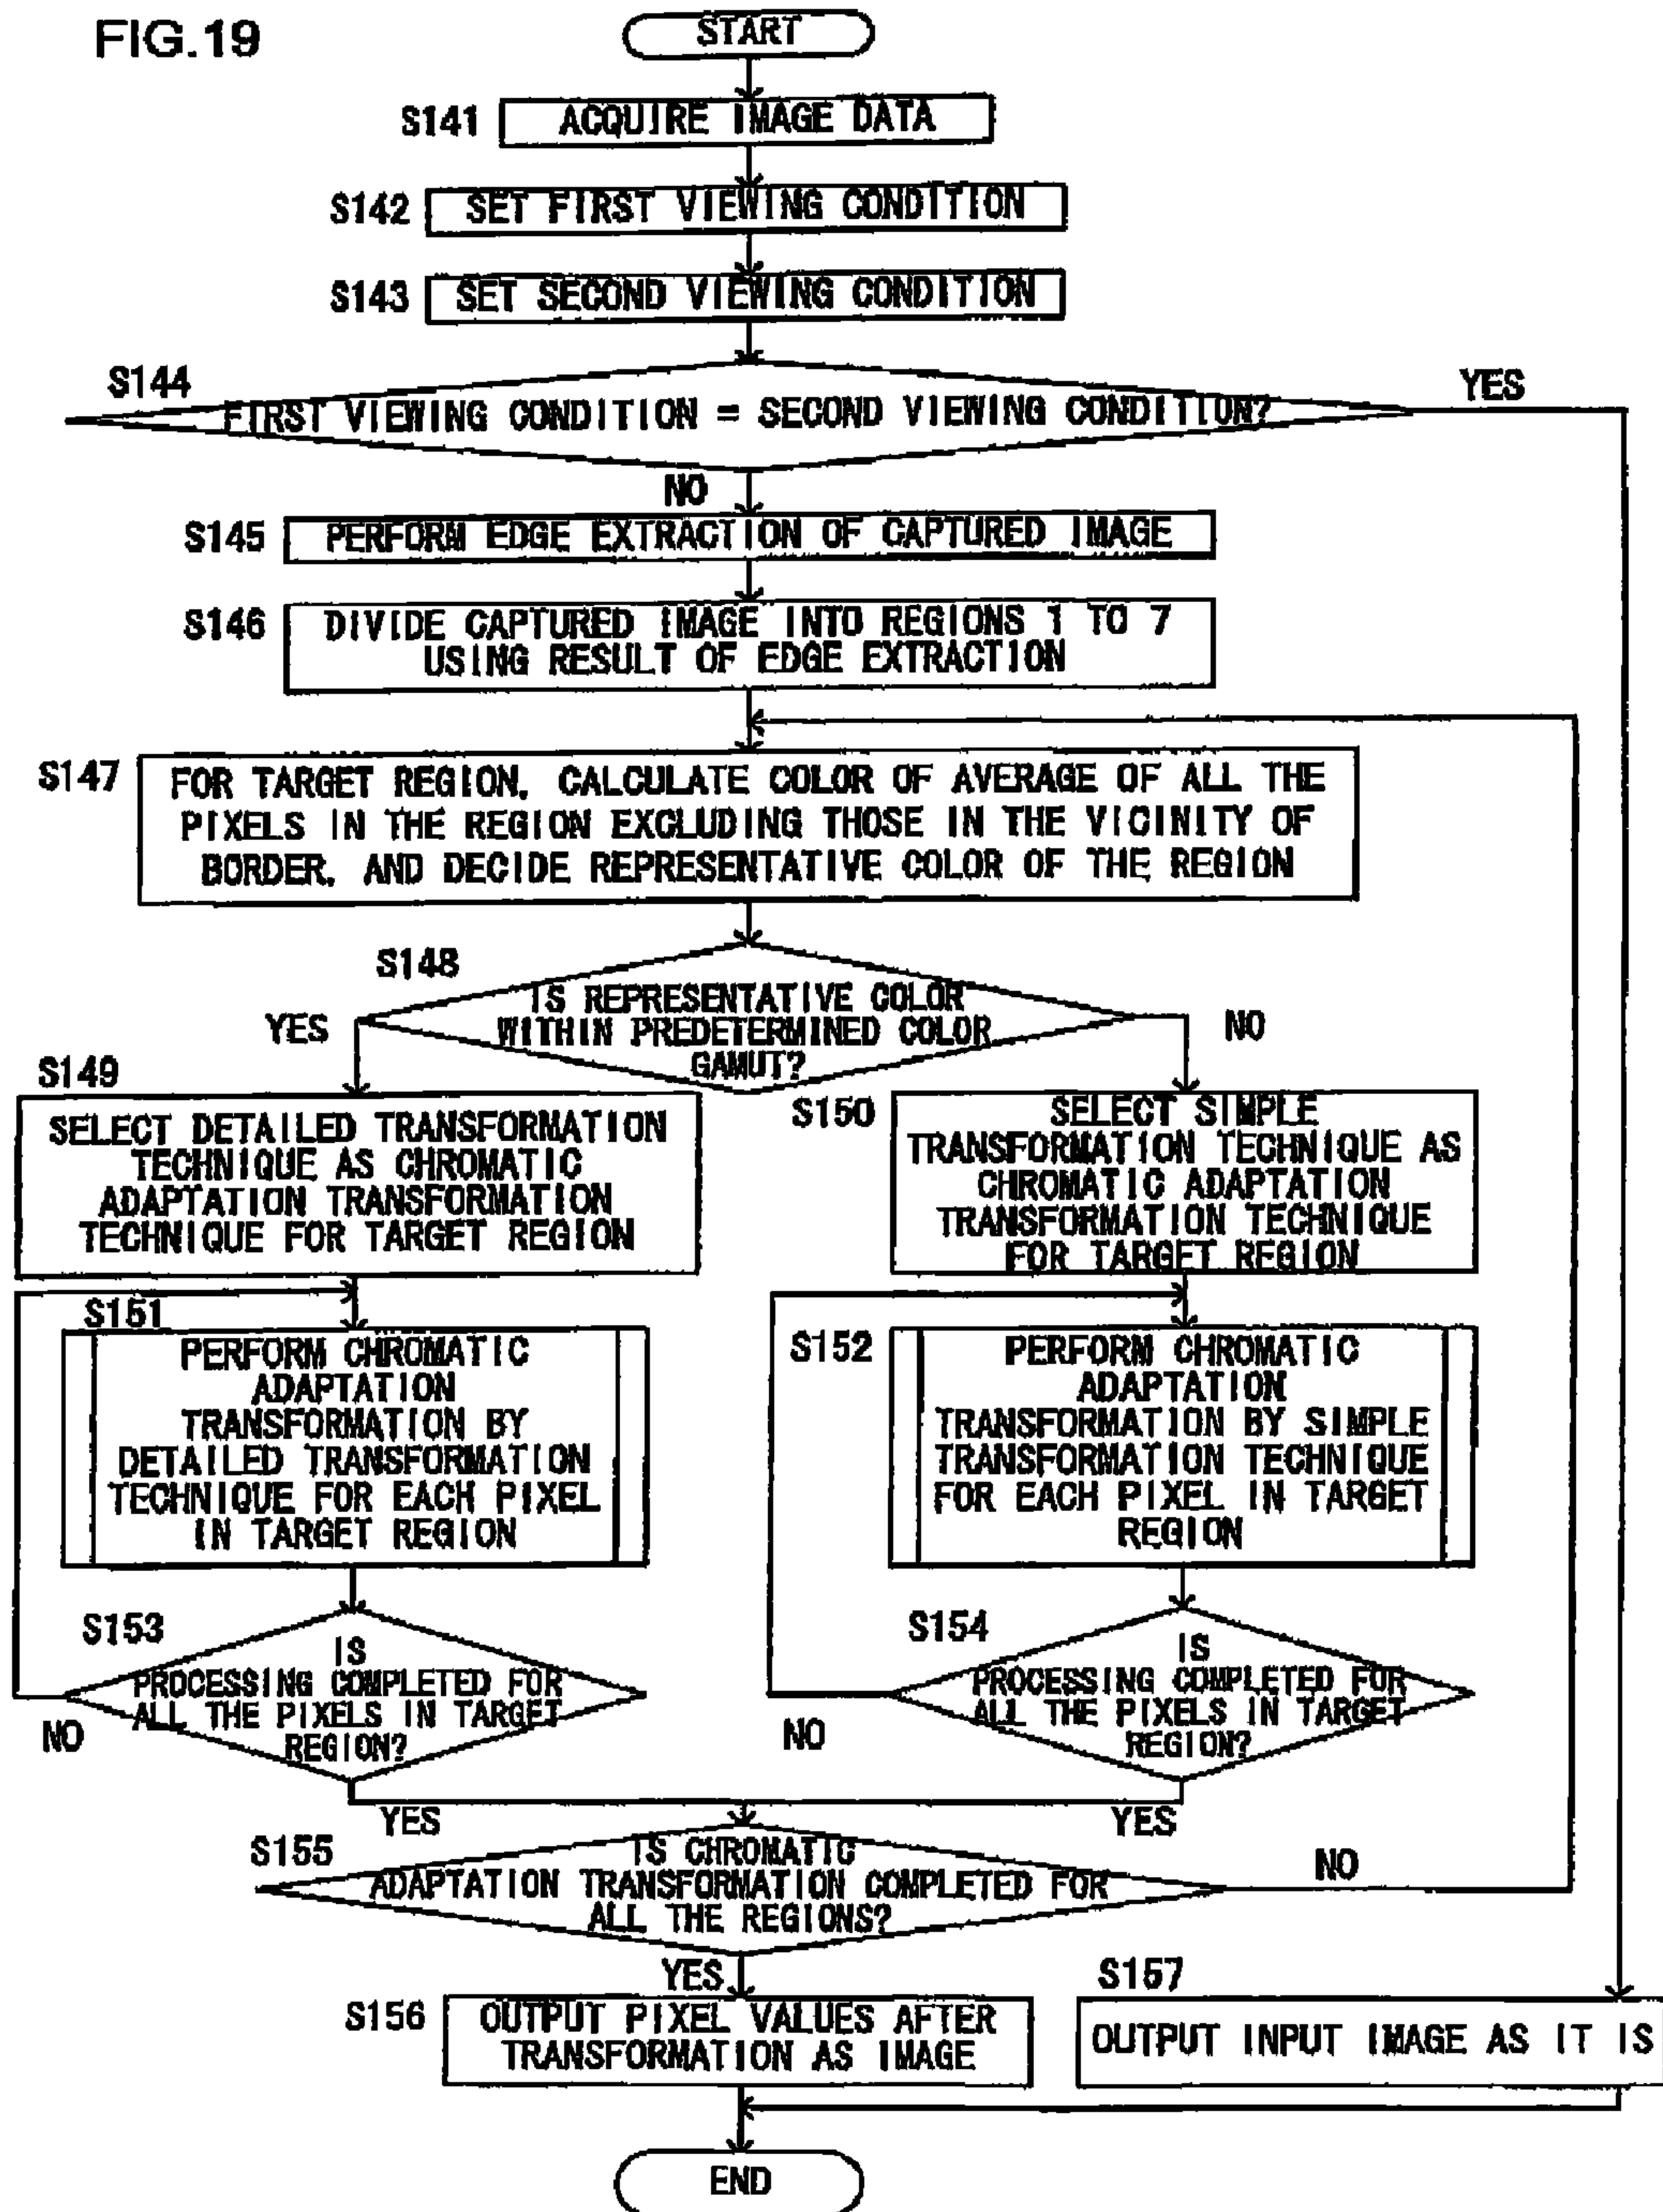 FIG.19
START
S141
ACQUIRE IMAGE DATA
S142
SET FIRST VIEWING CONDITION
S143
SET SECOND VIEWING CONDITION
S144
FIRST VIEWING CONDITION = SECOND VIEWING CONDITION?
YES
NO
S145
PERFORM EDGE EXTRACTION OF CAPTURED IMAGE
S146
DIVIDE CAPTURED IMAGE INTO REGIONS 1 TO 7
USING RESULT OF EDGE EXTRACTION
S147
FOR TARGET REGION, CALCULATE COLOR OF AVERAGE OF ALL THE
PIXELS IN THE REGION EXCLUDING THOSE IN THE VICINITY OF
BORDER, AND DECIDE REPRESENTATIVE COLOR OF THE REGION
S148
IS REPRESENTATIVE COLOR
WITHIN PREDETERMINED COLOR
GAMUT?
YES
NO
S149
SELECT DETAILED TRANSFORMATION
TECHNIQUE AS CHROMATIC
ADAPTATION TRANSFORMATION
TECHNIQUE FOR TARGET REGION
S150
SELECT SIMPLE
TRANSFORMATION TECHNIQUE AS
CHROMATIC ADAPTATION
TRANSFORMATION TECHNIQUE
FOR TARGET REGION
S151
PERFORM CHROMATIC
ADAPTATION
TRANSFORMATION BY
DETAILED TRANSFORMATION
TECHNIQUE FOR EACH PIXEL
IN TARGET REGION
S152
PERFORM CHROMATIC
ADAPTATION
TRANSFORMATION BY SIMPLE
TRANSFORMATION TECHNIQUE
FOR EACH PIXEL IN TARGET
REGION
S153
IS
PROCESSING COMPLETED FOR
ALL THE PIXELS IN TARGET
REGION?
NO
YES
S154
IS
PROCESSING COMPLETED FOR
ALL THE PIXELS IN TARGET
REGION?
NO
YES
S155
IS CHROMATIC
ADAPTATION TRANSFORMATION COMPLETED FOR
ALL THE REGIONS?
NO
YES
S156
OUTPUT PIXEL VALUES AFTER
TRANSFORMATION AS IMAGE
S157
OUTPUT INPUT IMAGE AS IT IS
END